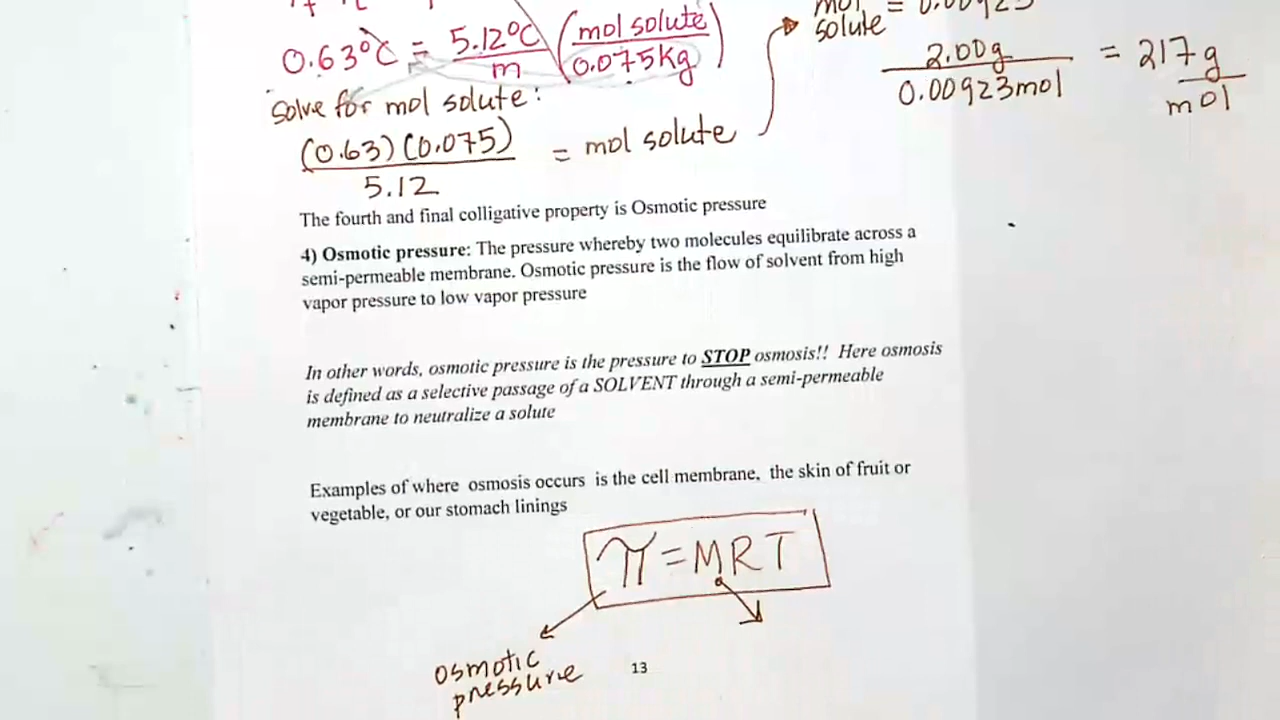 mol
solute = 0.00923
0.63°C = 5.12°C/m (mol solute/0.075kg)
2.00g/0.00923mol = 217g/mol
Solve for mol solute:
(0.63)(0.075)/5.12 = mol solute
The fourth and final colligative property is Osmotic pressure
4) Osmotic pressure: The pressure whereby two molecules equilibrate across a
semi-permeable membrane. Osmotic pressure is the flow of solvent from high
vapor pressure to low vapor pressure
In other words, osmotic pressure is the pressure to STOP osmosis!! Here osmosis
is defined as a selective passage of a SOLVENT through a semi-permeable
membrane to neutralize a solute
Examples of where osmosis occurs is the cell membrane, the skin of fruit or
vegetable, or our stomach linings
π = MRT
osmotic
pressure
13